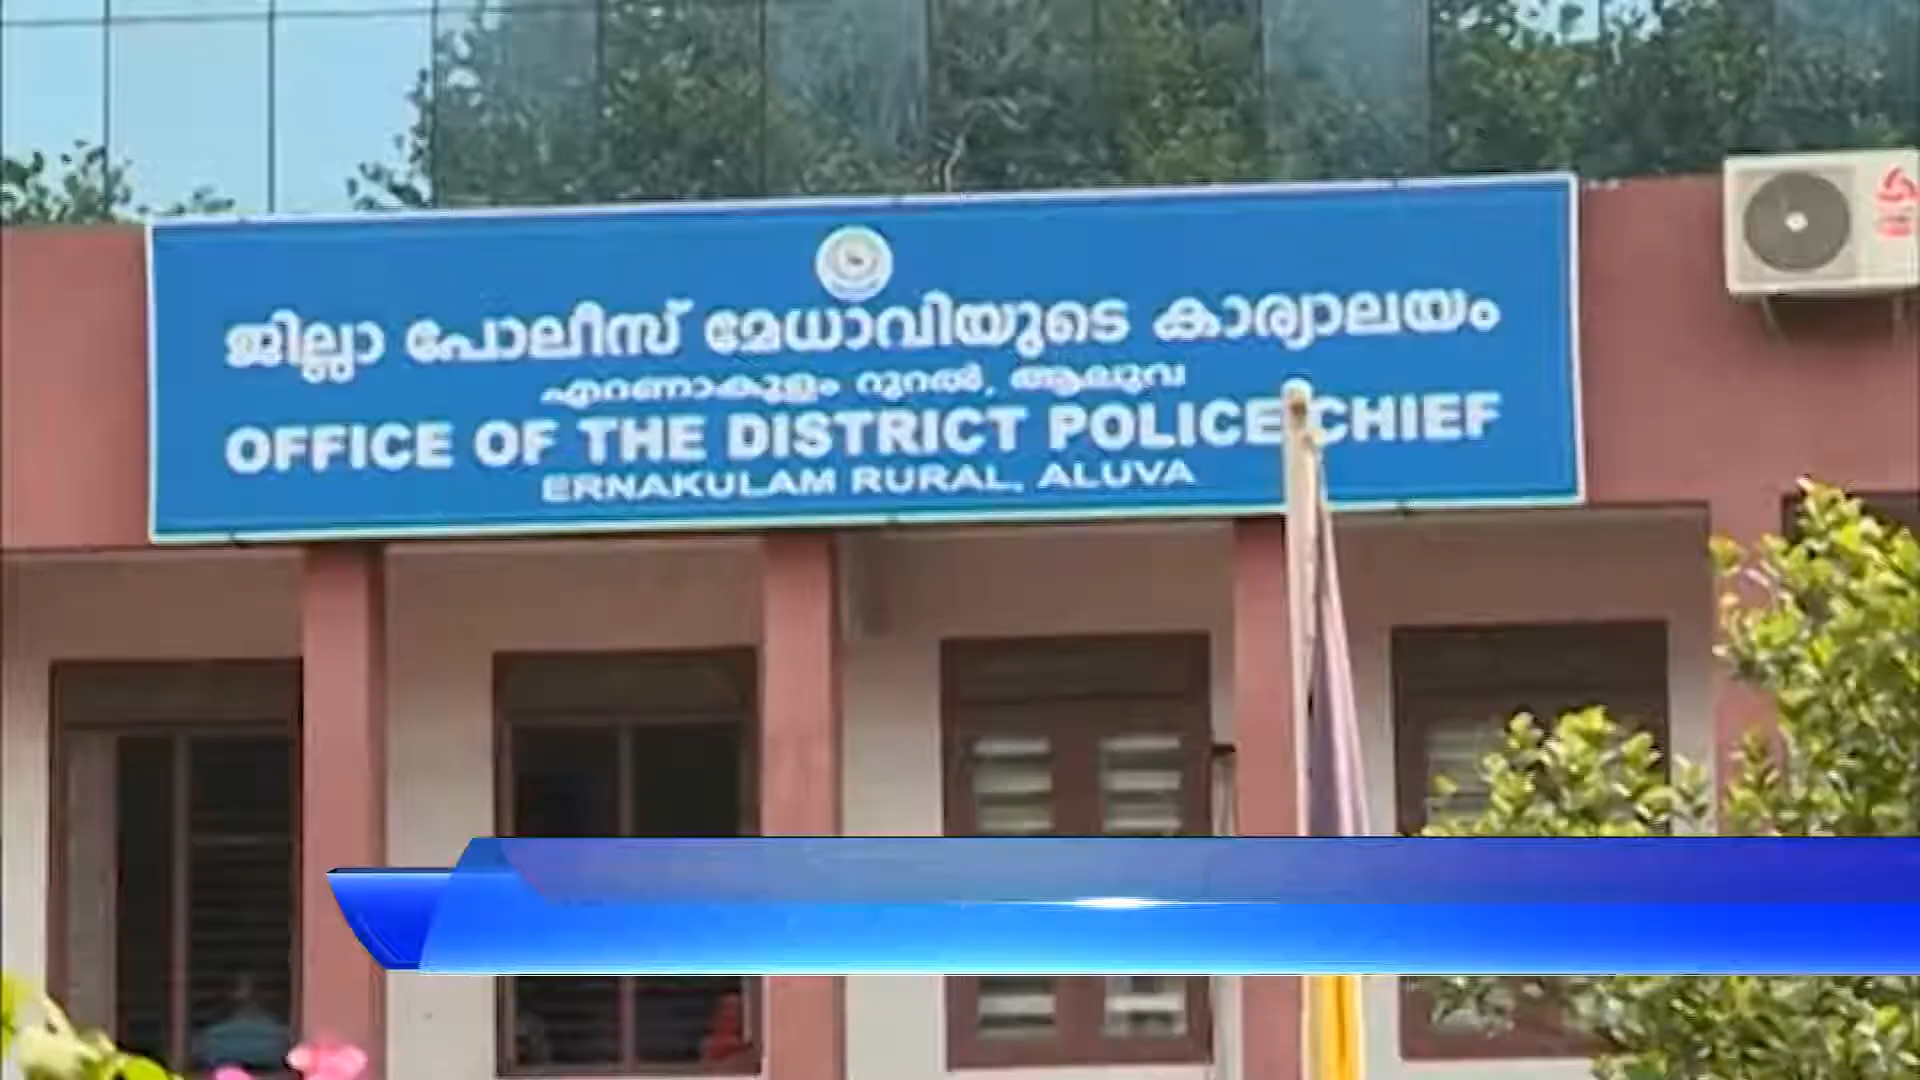 ജില്ലാ പോലീസ് മേധാവിയുടെ കാര്യാലയം
എറണാകുളം റൂറൽ, ആലുവ
OFFICE OF THE DISTRICT POLICE CHIEF
ERNAKULAM RURAL, ALUVA